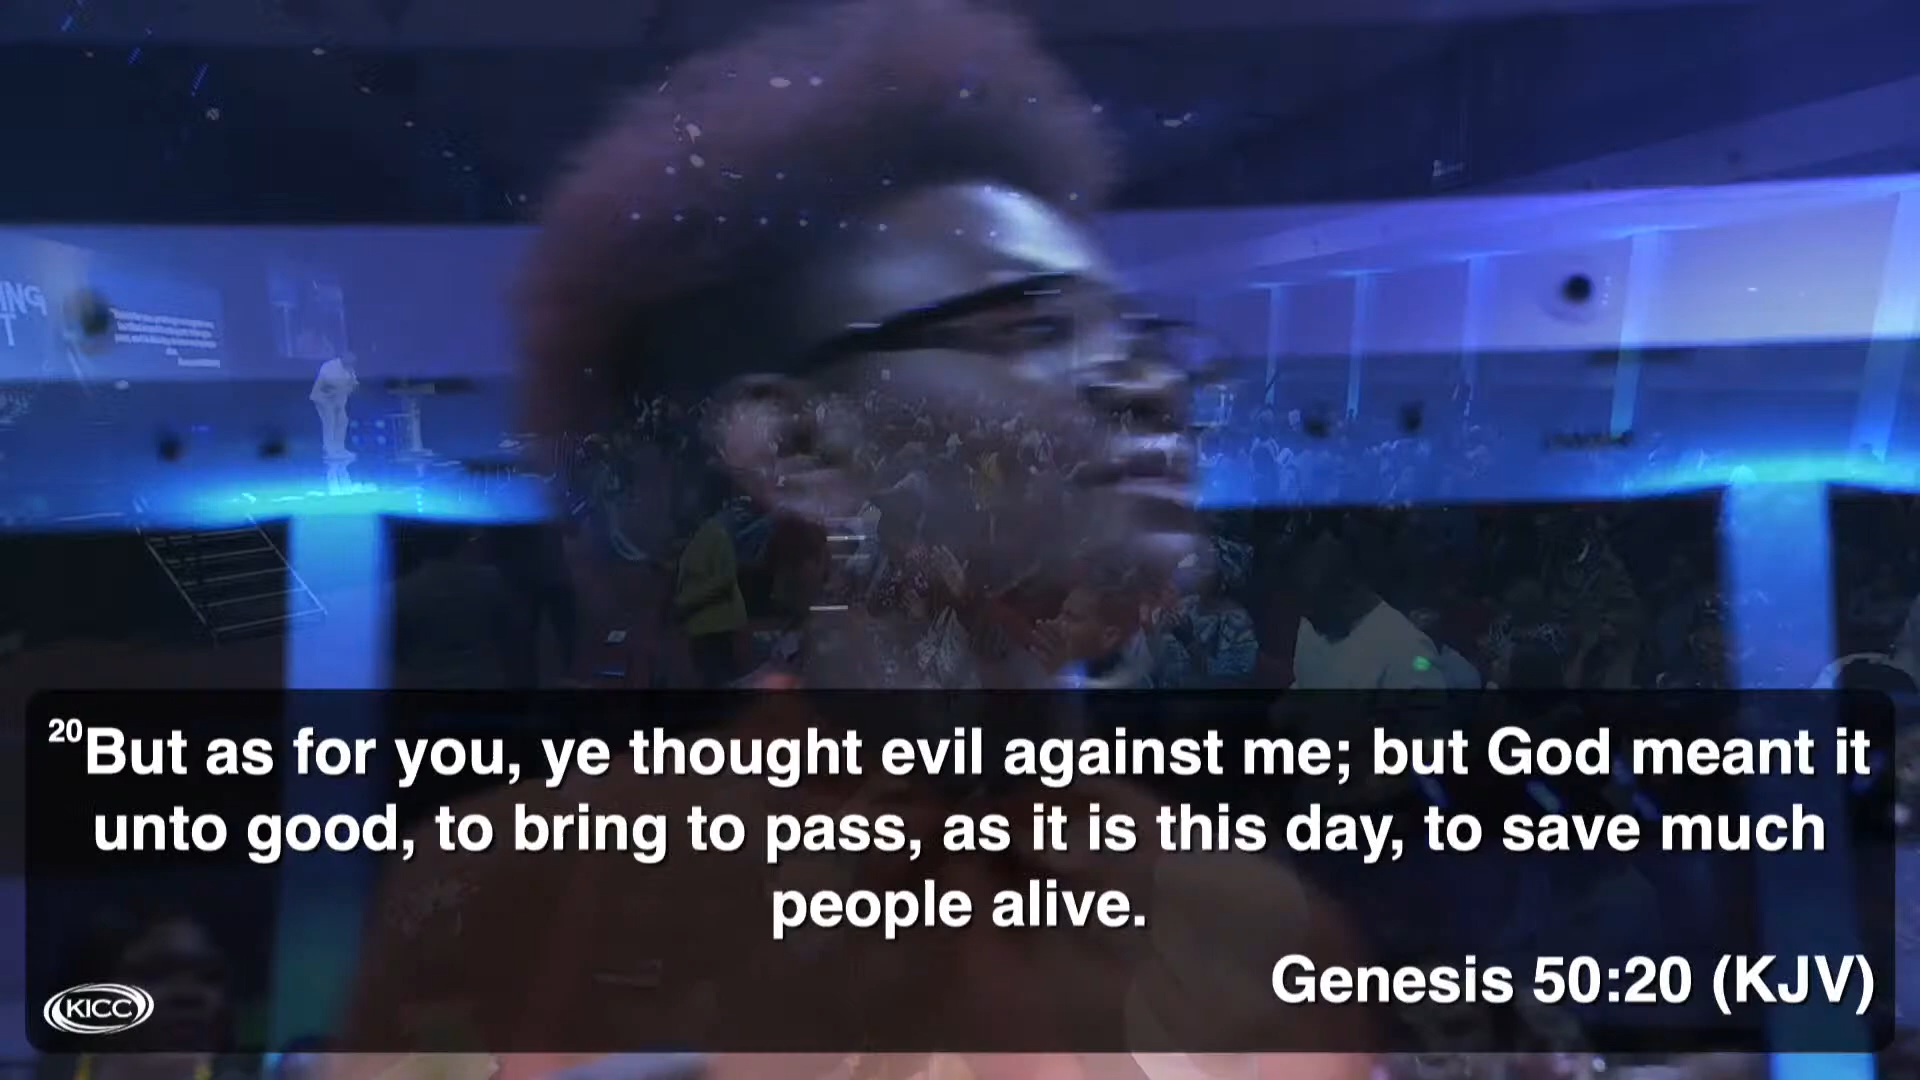 ING
T
20But as for you, ye thought evil against me; but God meant it
unto good, to bring to pass, as it is this day, to save much
people alive.
Genesis 50:20 (KJV)
KICC